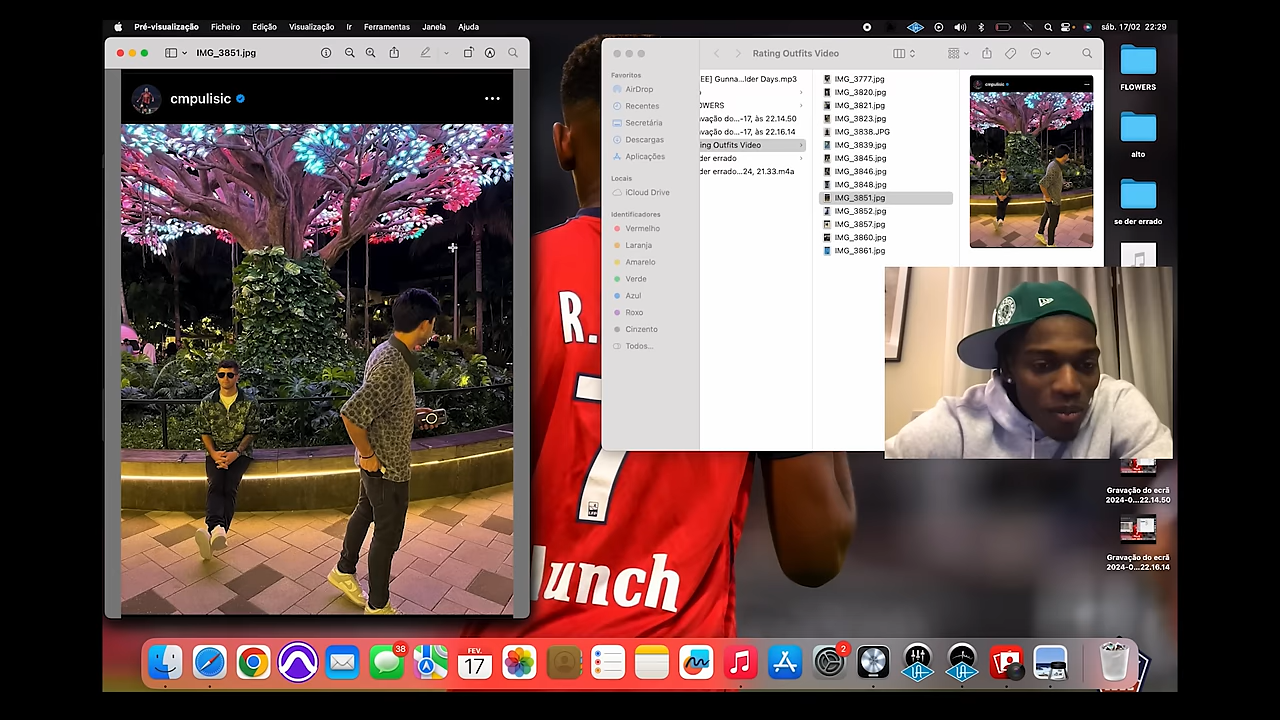 Pré-visualização Ficheiro Edição Visualização Ir Ferramentas Janela Ajuda
sáb. 17/02 22:29
IMG_3851.jpg
cmpulisic
Rating Outfits Video
Favoritos
AirDrop
Recentes
Secretária
Descargas
Aplicações
Locais
iCloud Drive
Identificadores
Vermelho
Laranja
Amarelo
Verde
Azul
Roxo
Cinzento
Todos...
EE] Gunna...lder Days.mp3
OWERS
vação do...-17, às 22.14.50
vação do...-17, às 22.16.14
ing Outfits Video
der errado
der errado...24, 21.33.m4a
IMG_3777.jpg
IMG_3820.jpg
IMG_3821.jpg
IMG_3823.jpg
IMG_3838.JPG
IMG_3839.jpg
IMG_3845.jpg
IMG_3846.jpg
IMG_3848.jpg
IMG_3851.jpg
IMG_3852.jpg
IMG_3857.jpg
IMG_3860.jpg
IMG_3861.jpg
cmpulisic
FLOWERS
alto
se der errado
Gravação do ecrã
2024-0...22.14.50
Gravação do ecrã
2024-0...22.16.14
R.
7
unch
38
FEV.
17
2